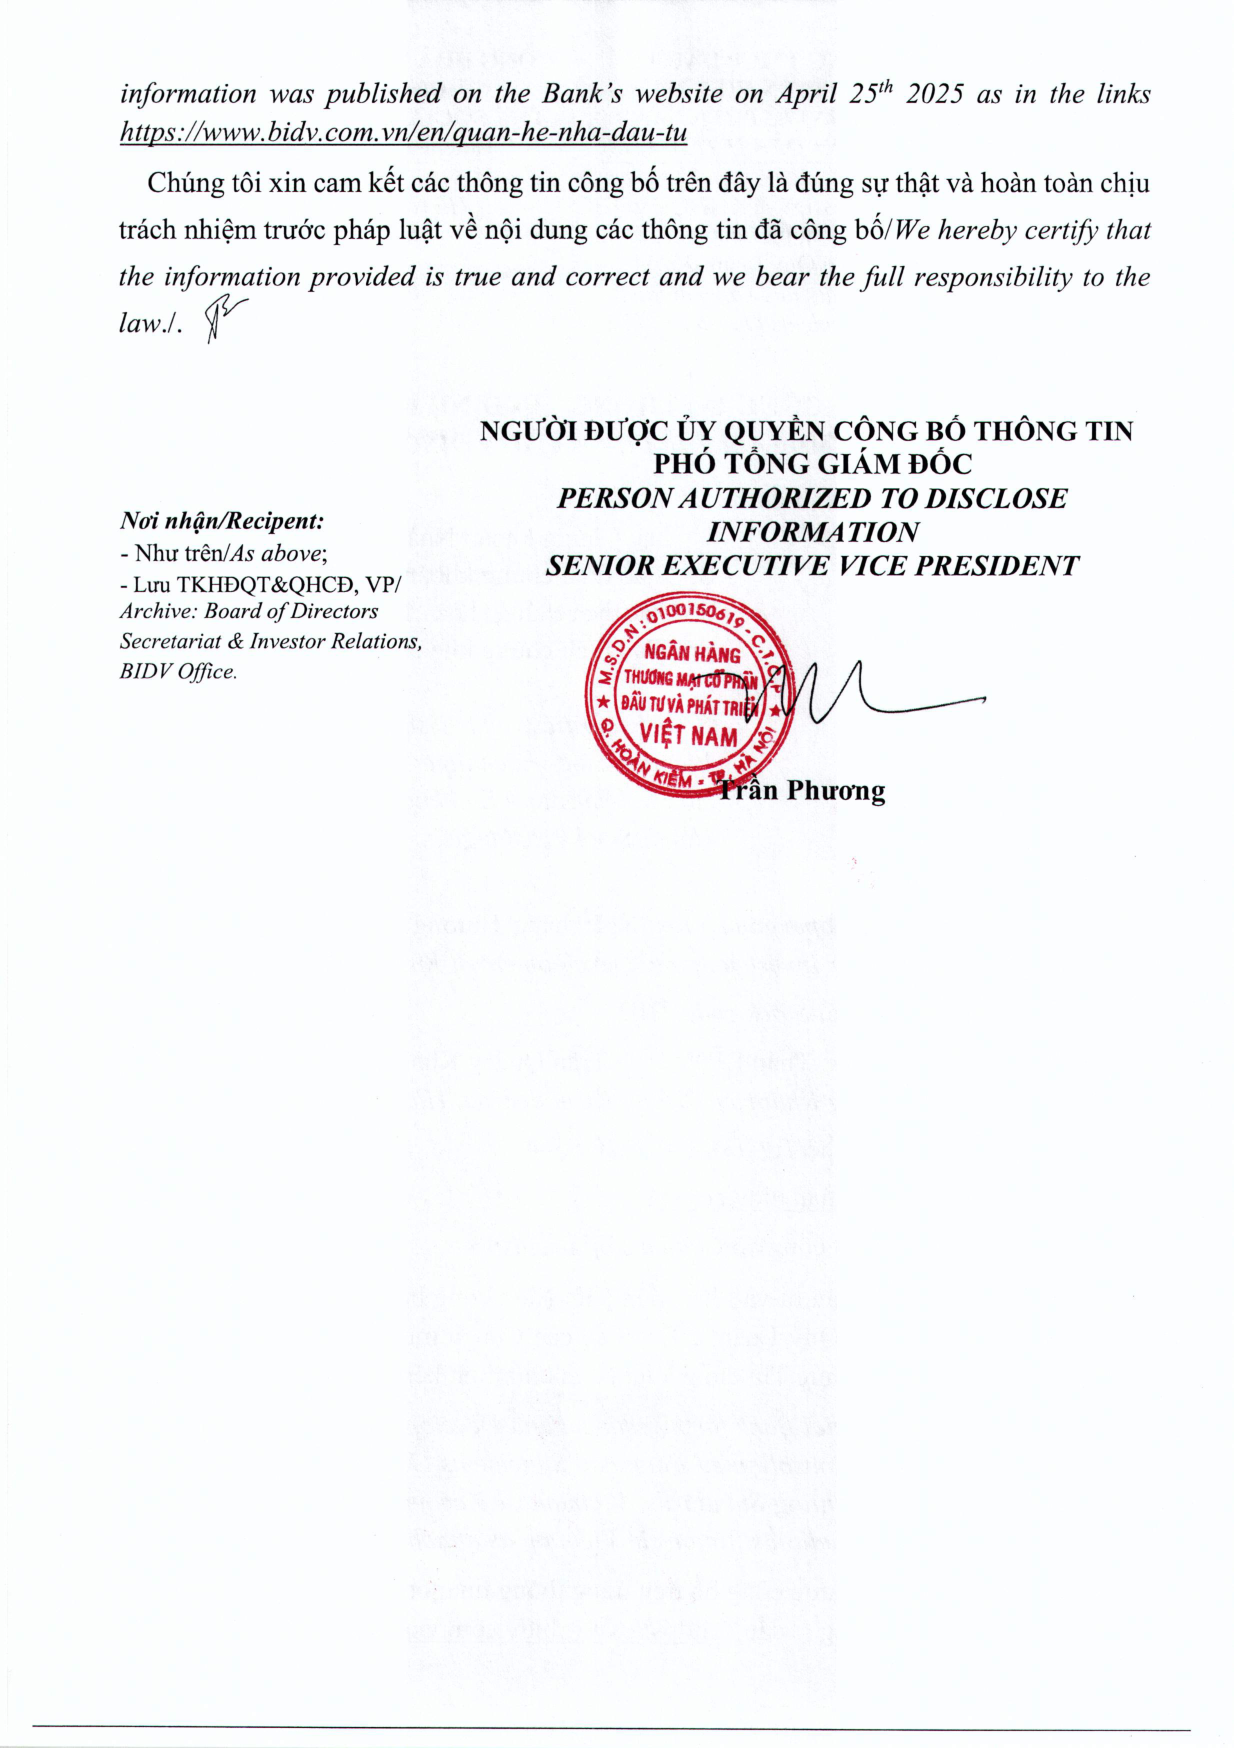 information was published on the Bank's website on April 25th 2025 as in the links
https://www.bidv.com.vn/en/quan-he-nha-dau-tu
Chúng tôi xin cam kết các thông tin công bố trên đây là đúng sự thật và hoàn toàn chịu
trách nhiệm trước pháp luật về nội dung các thông tin đã công bố/We hereby certify that
the information provided is true and correct and we bear the full responsibility to the
law./.
NGƯỜI ĐƯỢC ỦY QUYỀN CÔNG BỐ THÔNG TIN
PHÓ TỔNG GIÁM ĐỐC
PERSON AUTHORIZED TO DISCLOSE
INFORMATION
SENIOR EXECUTIVE VICE PRESIDENT
Nơi nhận/Recipent:
- Như trên/As above;
- Lưu TKHĐQT&QHCĐ, VP/
Archive: Board of Directors
Secretariat & Investor Relations,
BIDV Office.
M.S.D.N: 0100150619 - C.T.C.P
NGÂN HÀNG
THƯƠNG MẠI CỔ PHẦN
ĐẦU TƯ VÀ PHÁT TRIỂN
VIỆT NAM
Q. HOÀN KIẾM - TP. HÀ NỘI
Trần Phương